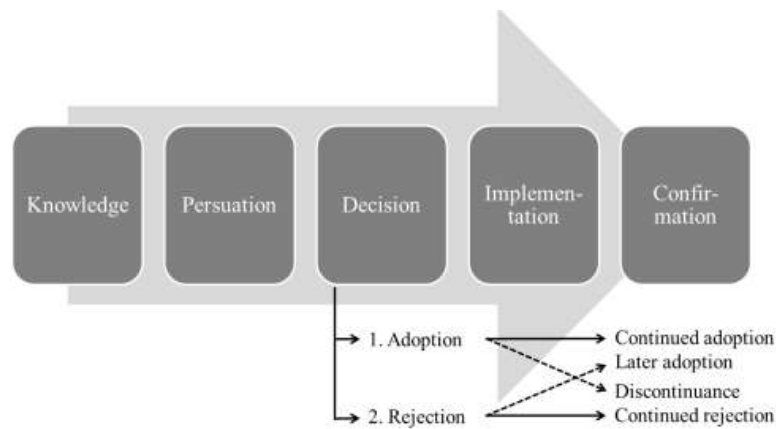 Knowledge
Persuation
Decision
Implemen-
tation
Confir-
mation
1. Adoption
Continued adoption
Later adoption
Discontinuance
2. Rejection
Continued rejection